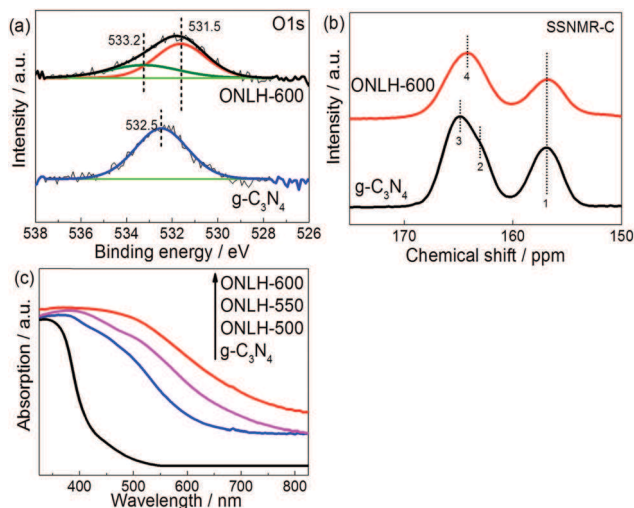 (a)
O1s
533.2
531.5
ONLH-600
532.5
g-C₃N₄
Intensity / a.u.
538 536 534 532 530 528 526
Binding energy / eV
(b)
SSNMR-C
ONLH-600
4
3
2
g-C₃N₄
1
Intensity / a.u.
170 160 150
Chemical shift / ppm
(c)
ONLH-600
ONLH-550
ONLH-500
g-C₃N₄
Absorption / a.u.
400 500 600 700 800
Wavelength / nm